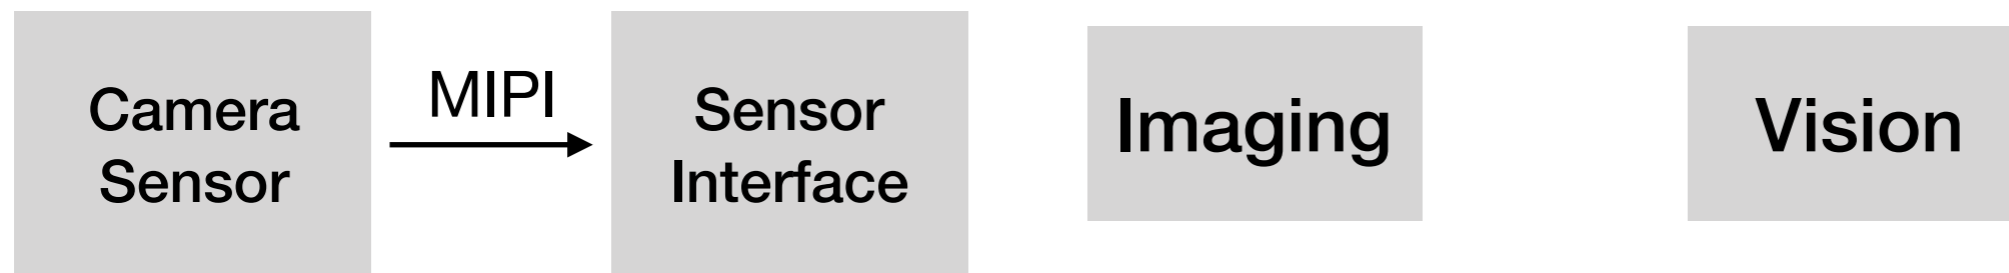 Camera
Sensor
MIPI
Sensor
Interface
Imaging
Vision